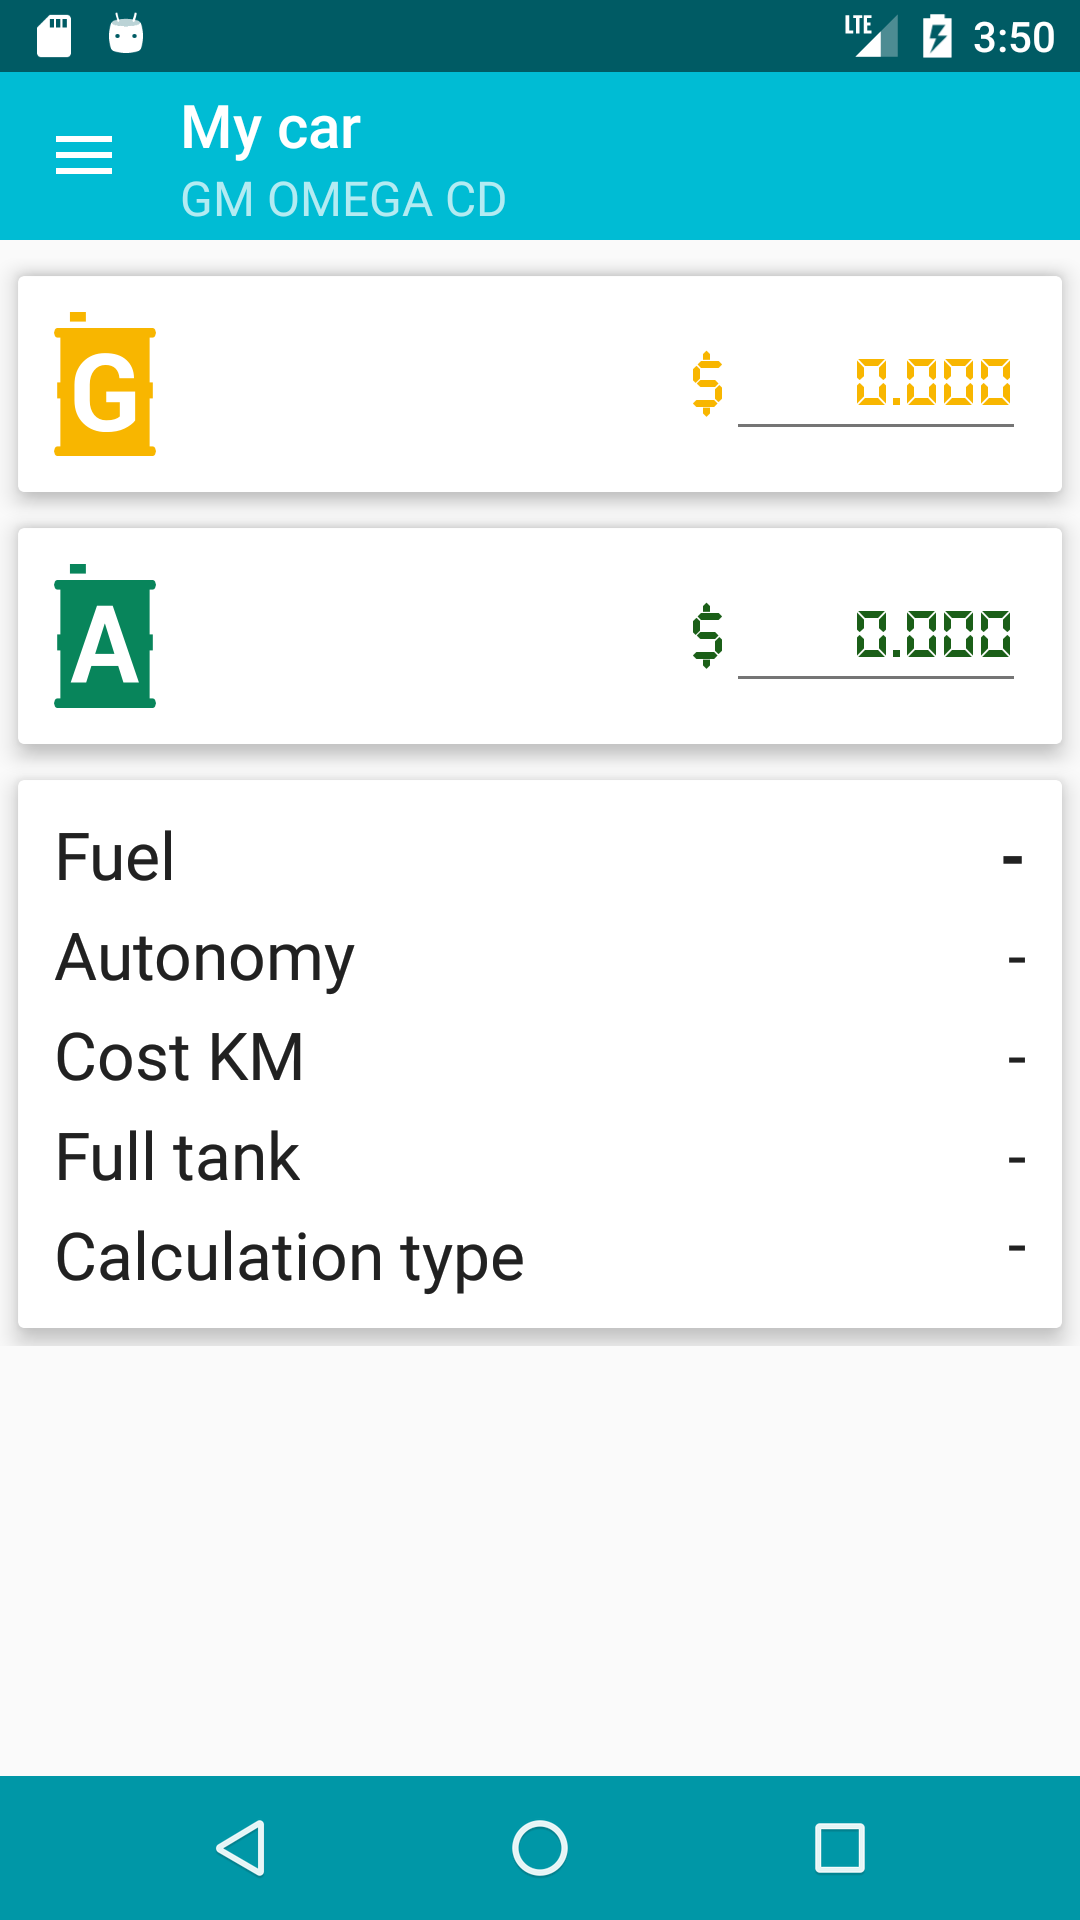 LTE 3:50
My car
GM OMEGA CD
G $ 0.000
A $ 0.000
Fuel -
Autonomy -
Cost KM -
Full tank -
Calculation type -